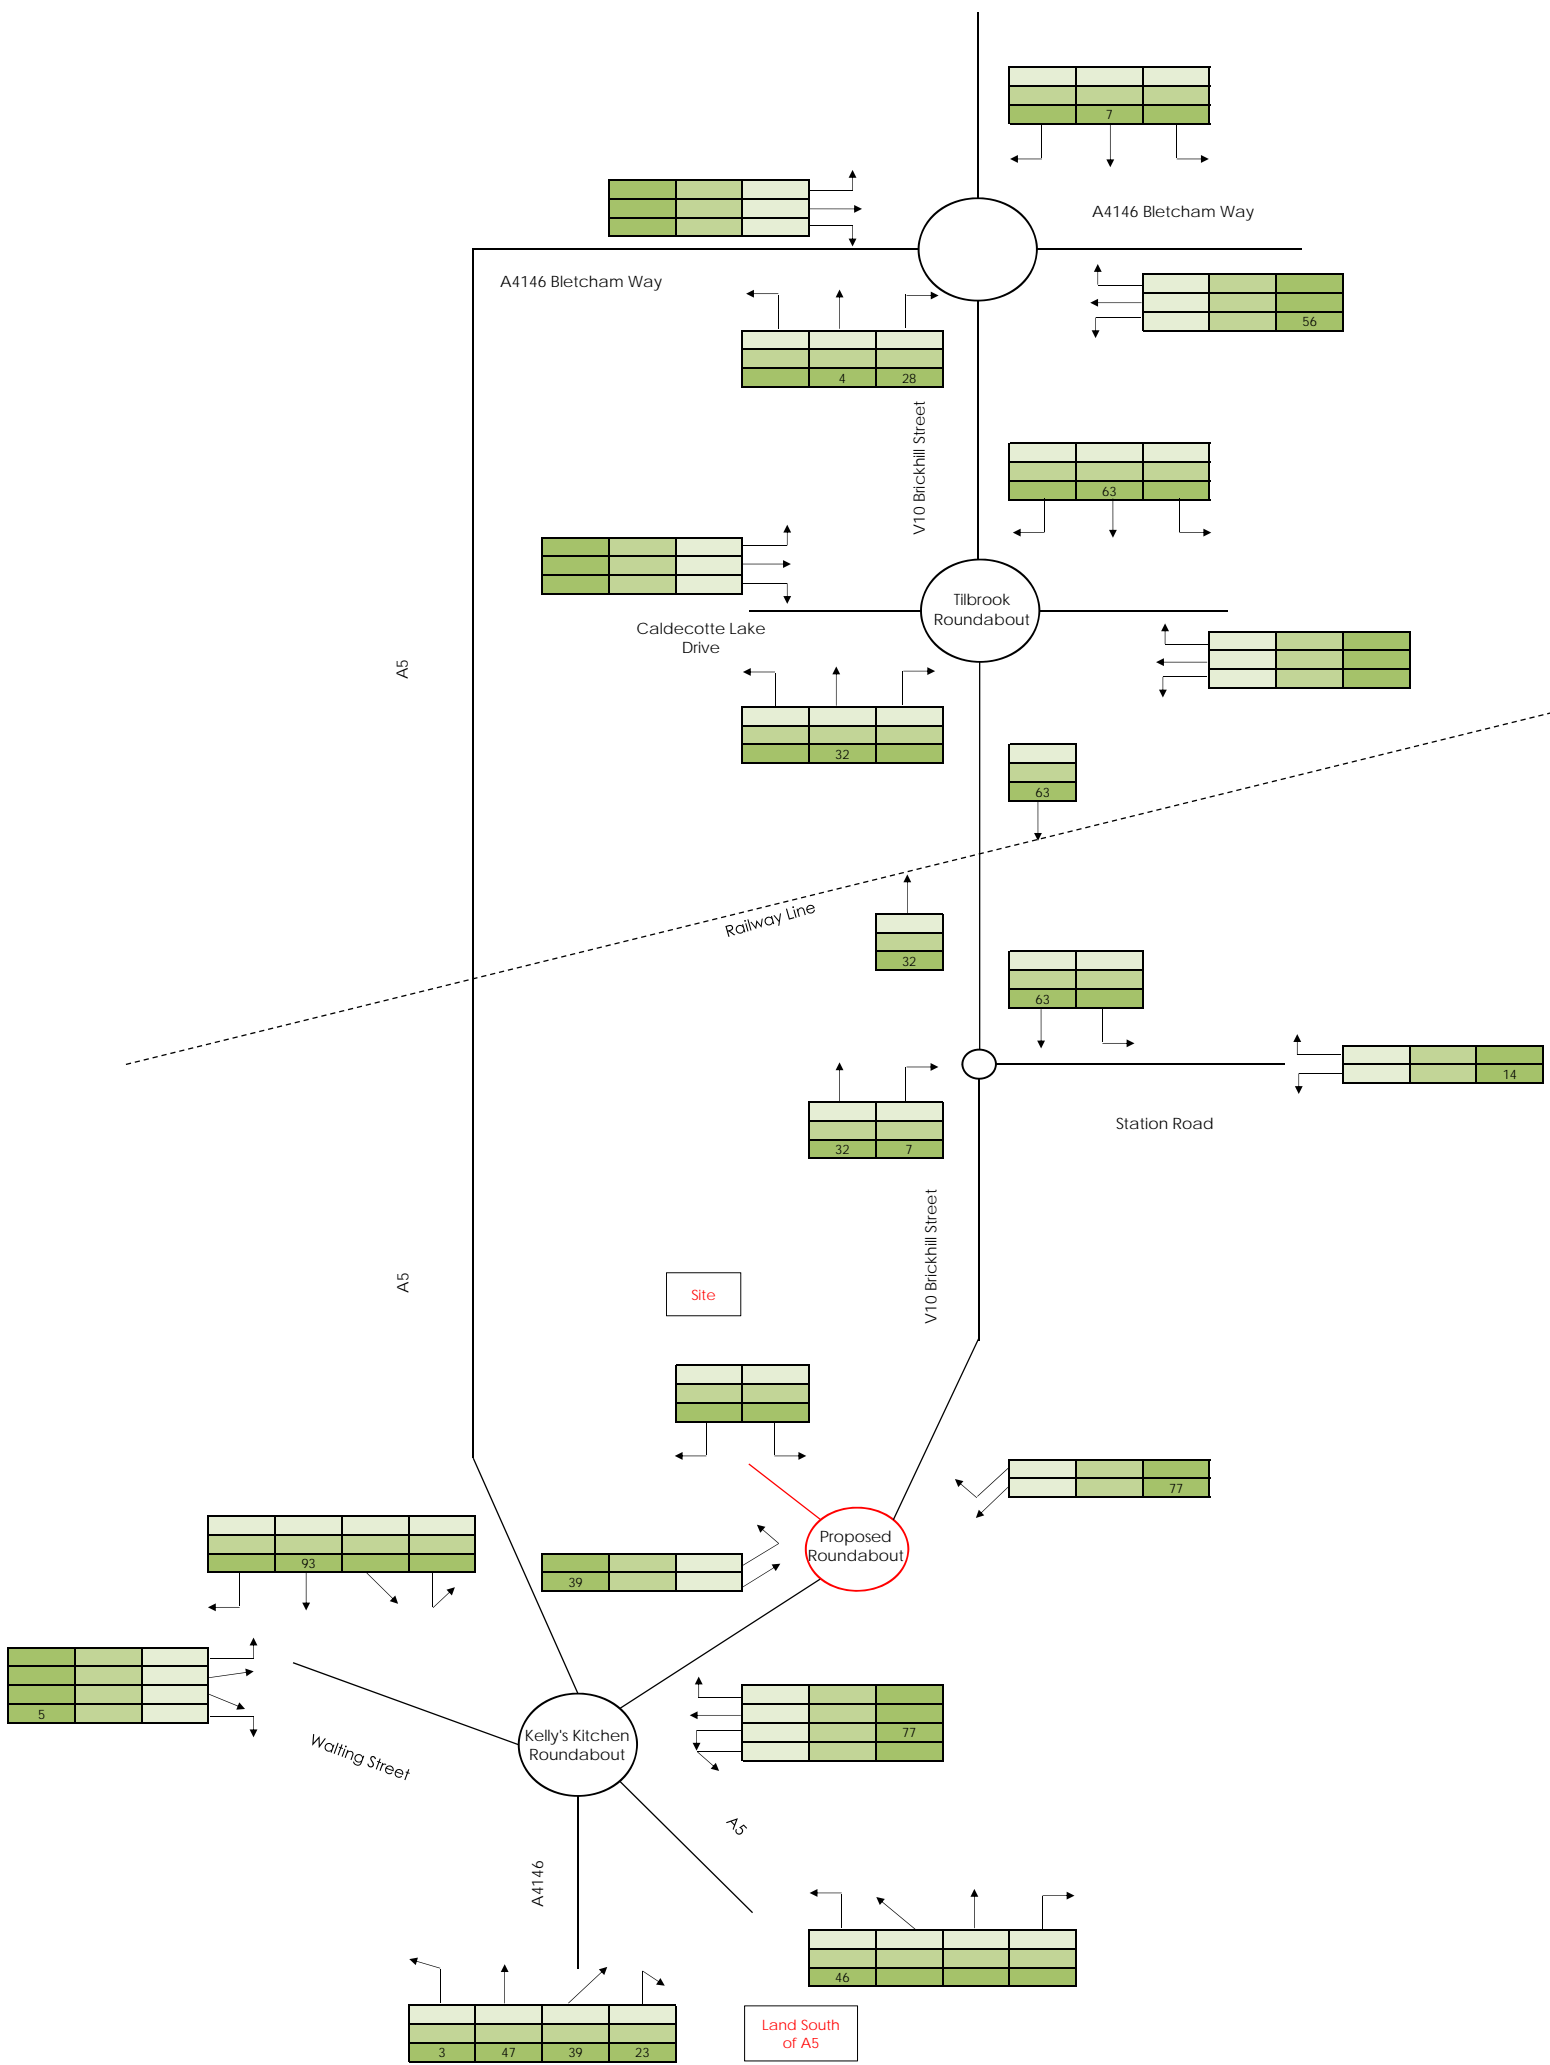 7
A4146 Bletcham Way
A4146 Bletcham Way
56
4 28
V10 Brickhill Street
63
Tilbrook
Roundabout
Caldecotte Lake
Drive
A5
32
63
Railway Line
32
63
14
Station Road
32 7
V10 Brickhill Street
A5
Site
77
93
Proposed
Roundabout
39
5
Kelly's Kitchen
Roundabout
77
Walting Street
A5
A4146
46
Land South
of A5
3 47 39 23